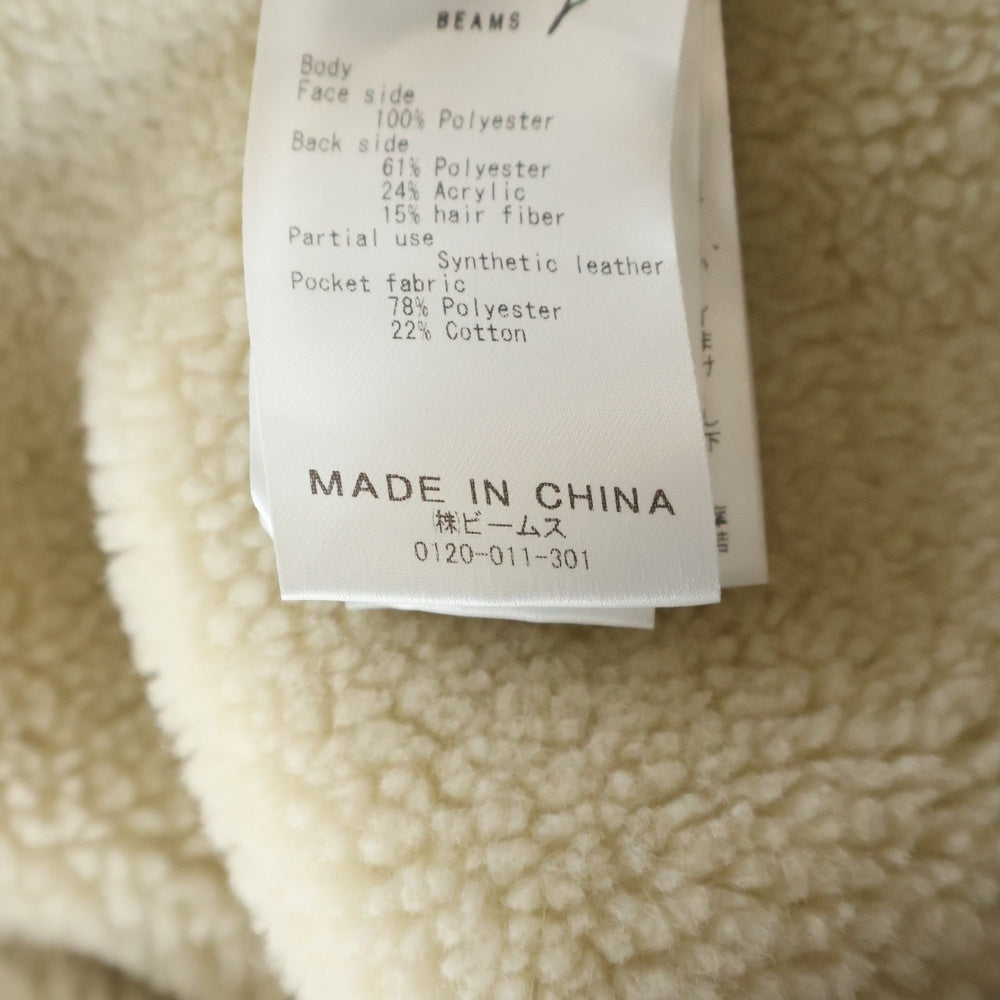 BEAMS
Body
Face side
100% Polyester
Back side
61% Polyester
24% Acrylic
15% hair fiber
Partial use
Synthetic leather
Pocket fabric
78% Polyester
22% Cotton
MADE IN CHINA
㈱ビームス
0120-011-301